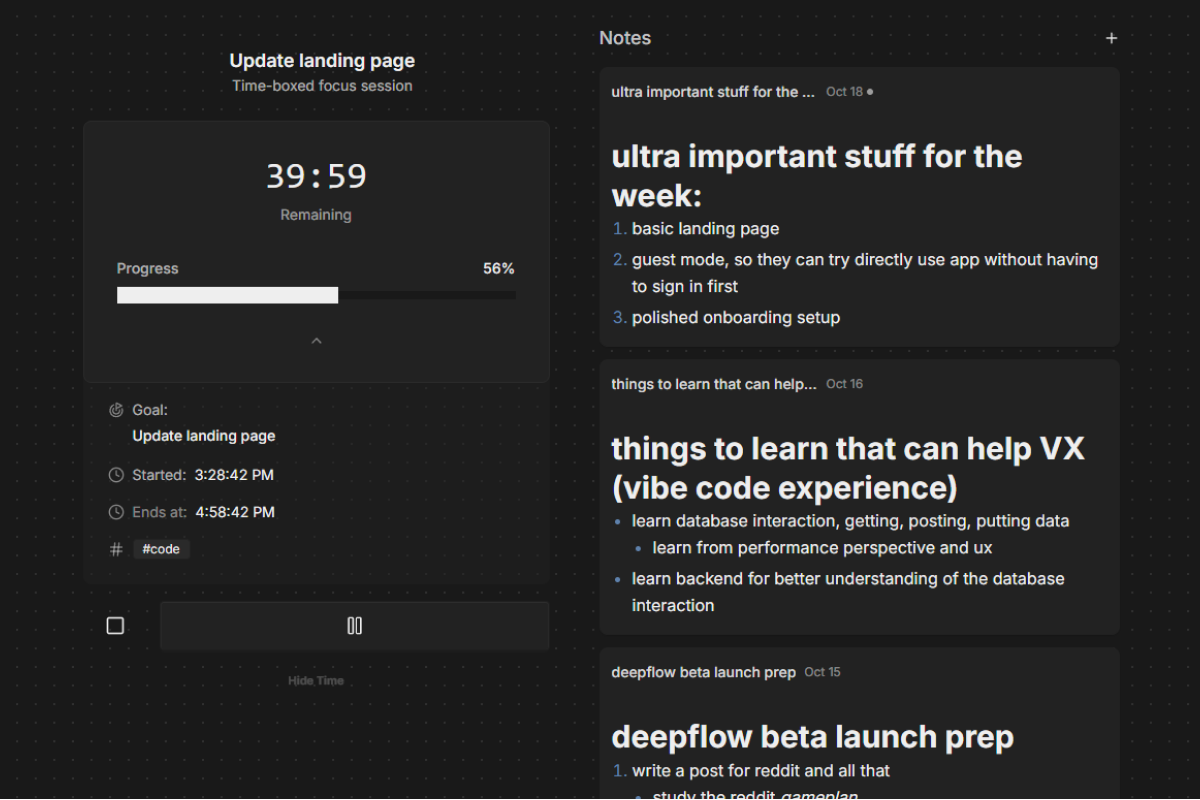 Update landing page
Time-boxed focus session
39:59
Remaining
Progress 56%
Goal:
Update landing page
Started: 3:28:42 PM
Ends at: 4:58:42 PM
#code
Hide Time
Notes +
ultra important stuff for the ... Oct 18
ultra important stuff for the
week:
1. basic landing page
2. guest mode, so they can try directly use app without having
to sign in first
3. polished onboarding setup
things to learn that can help... Oct 16
things to learn that can help VX
(vibe code experience)
• learn database interaction, getting, posting, putting data
• learn from performance perspective and ux
• learn backend for better understanding of the database
interaction
deepflow beta launch prep Oct 15
deepflow beta launch prep
1. write a post for reddit and all that
• study the reddit gameplan